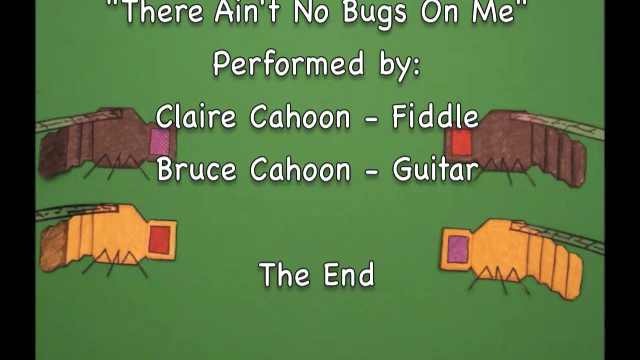 "There Ain't No Bugs On Me"
Performed by:
Claire Cahoon - Fiddle
Bruce Cahoon - Guitar
The End